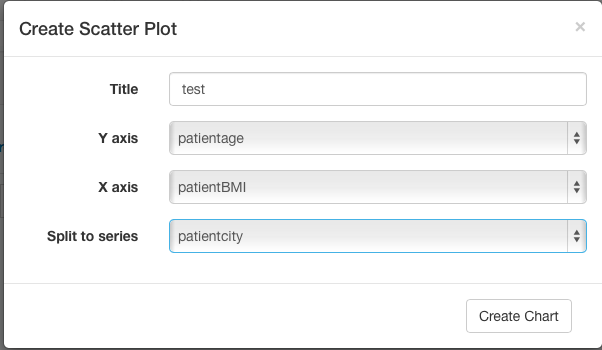 Create Scatter Plot ×
Title test
Y axis patientage
X axis patientBMI
Split to series patientcity
Create Chart